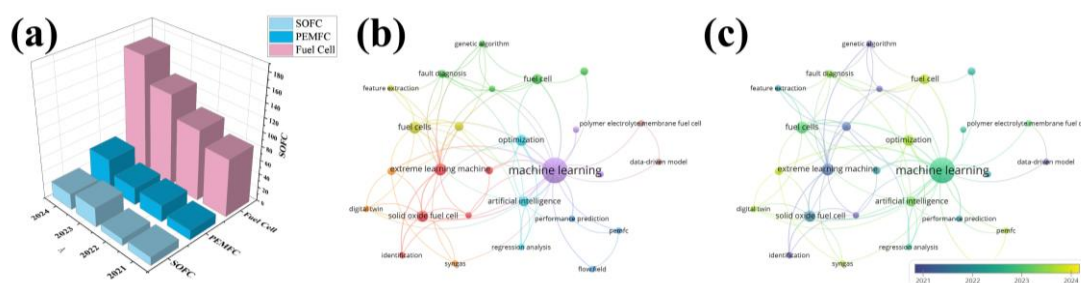 (a)
SOFC
PEMFC
Fuel Cell
180
160
140
120
100
80
60
40
20
0
SOFC
2024
2023
2022
2021
Fuel Cell
PEMFC
SOFC
(b)
genetic algorithm
fault diagnosis
fuel cell
feature extraction
fuel cells
optimization
polymer electrolyte membrane fuel cell
extreme learning machine
machine learning
data-driven model
digital twin
solid oxide fuel cell
artificial intelligence
performance prediction
pemfc
identification
syngas
regression analysis
flow field
(c)
genetic algorithm
fault diagnosis
fuel cell
feature extraction
fuel cells
optimization
polymer electrolyte membrane fuel cell
extreme learning machine
machine learning
data-driven model
digital twin
solid oxide fuel cell
artificial intelligence
performance prediction
pemfc
identification
syngas
regression analysis
2021 2022 2023 2024